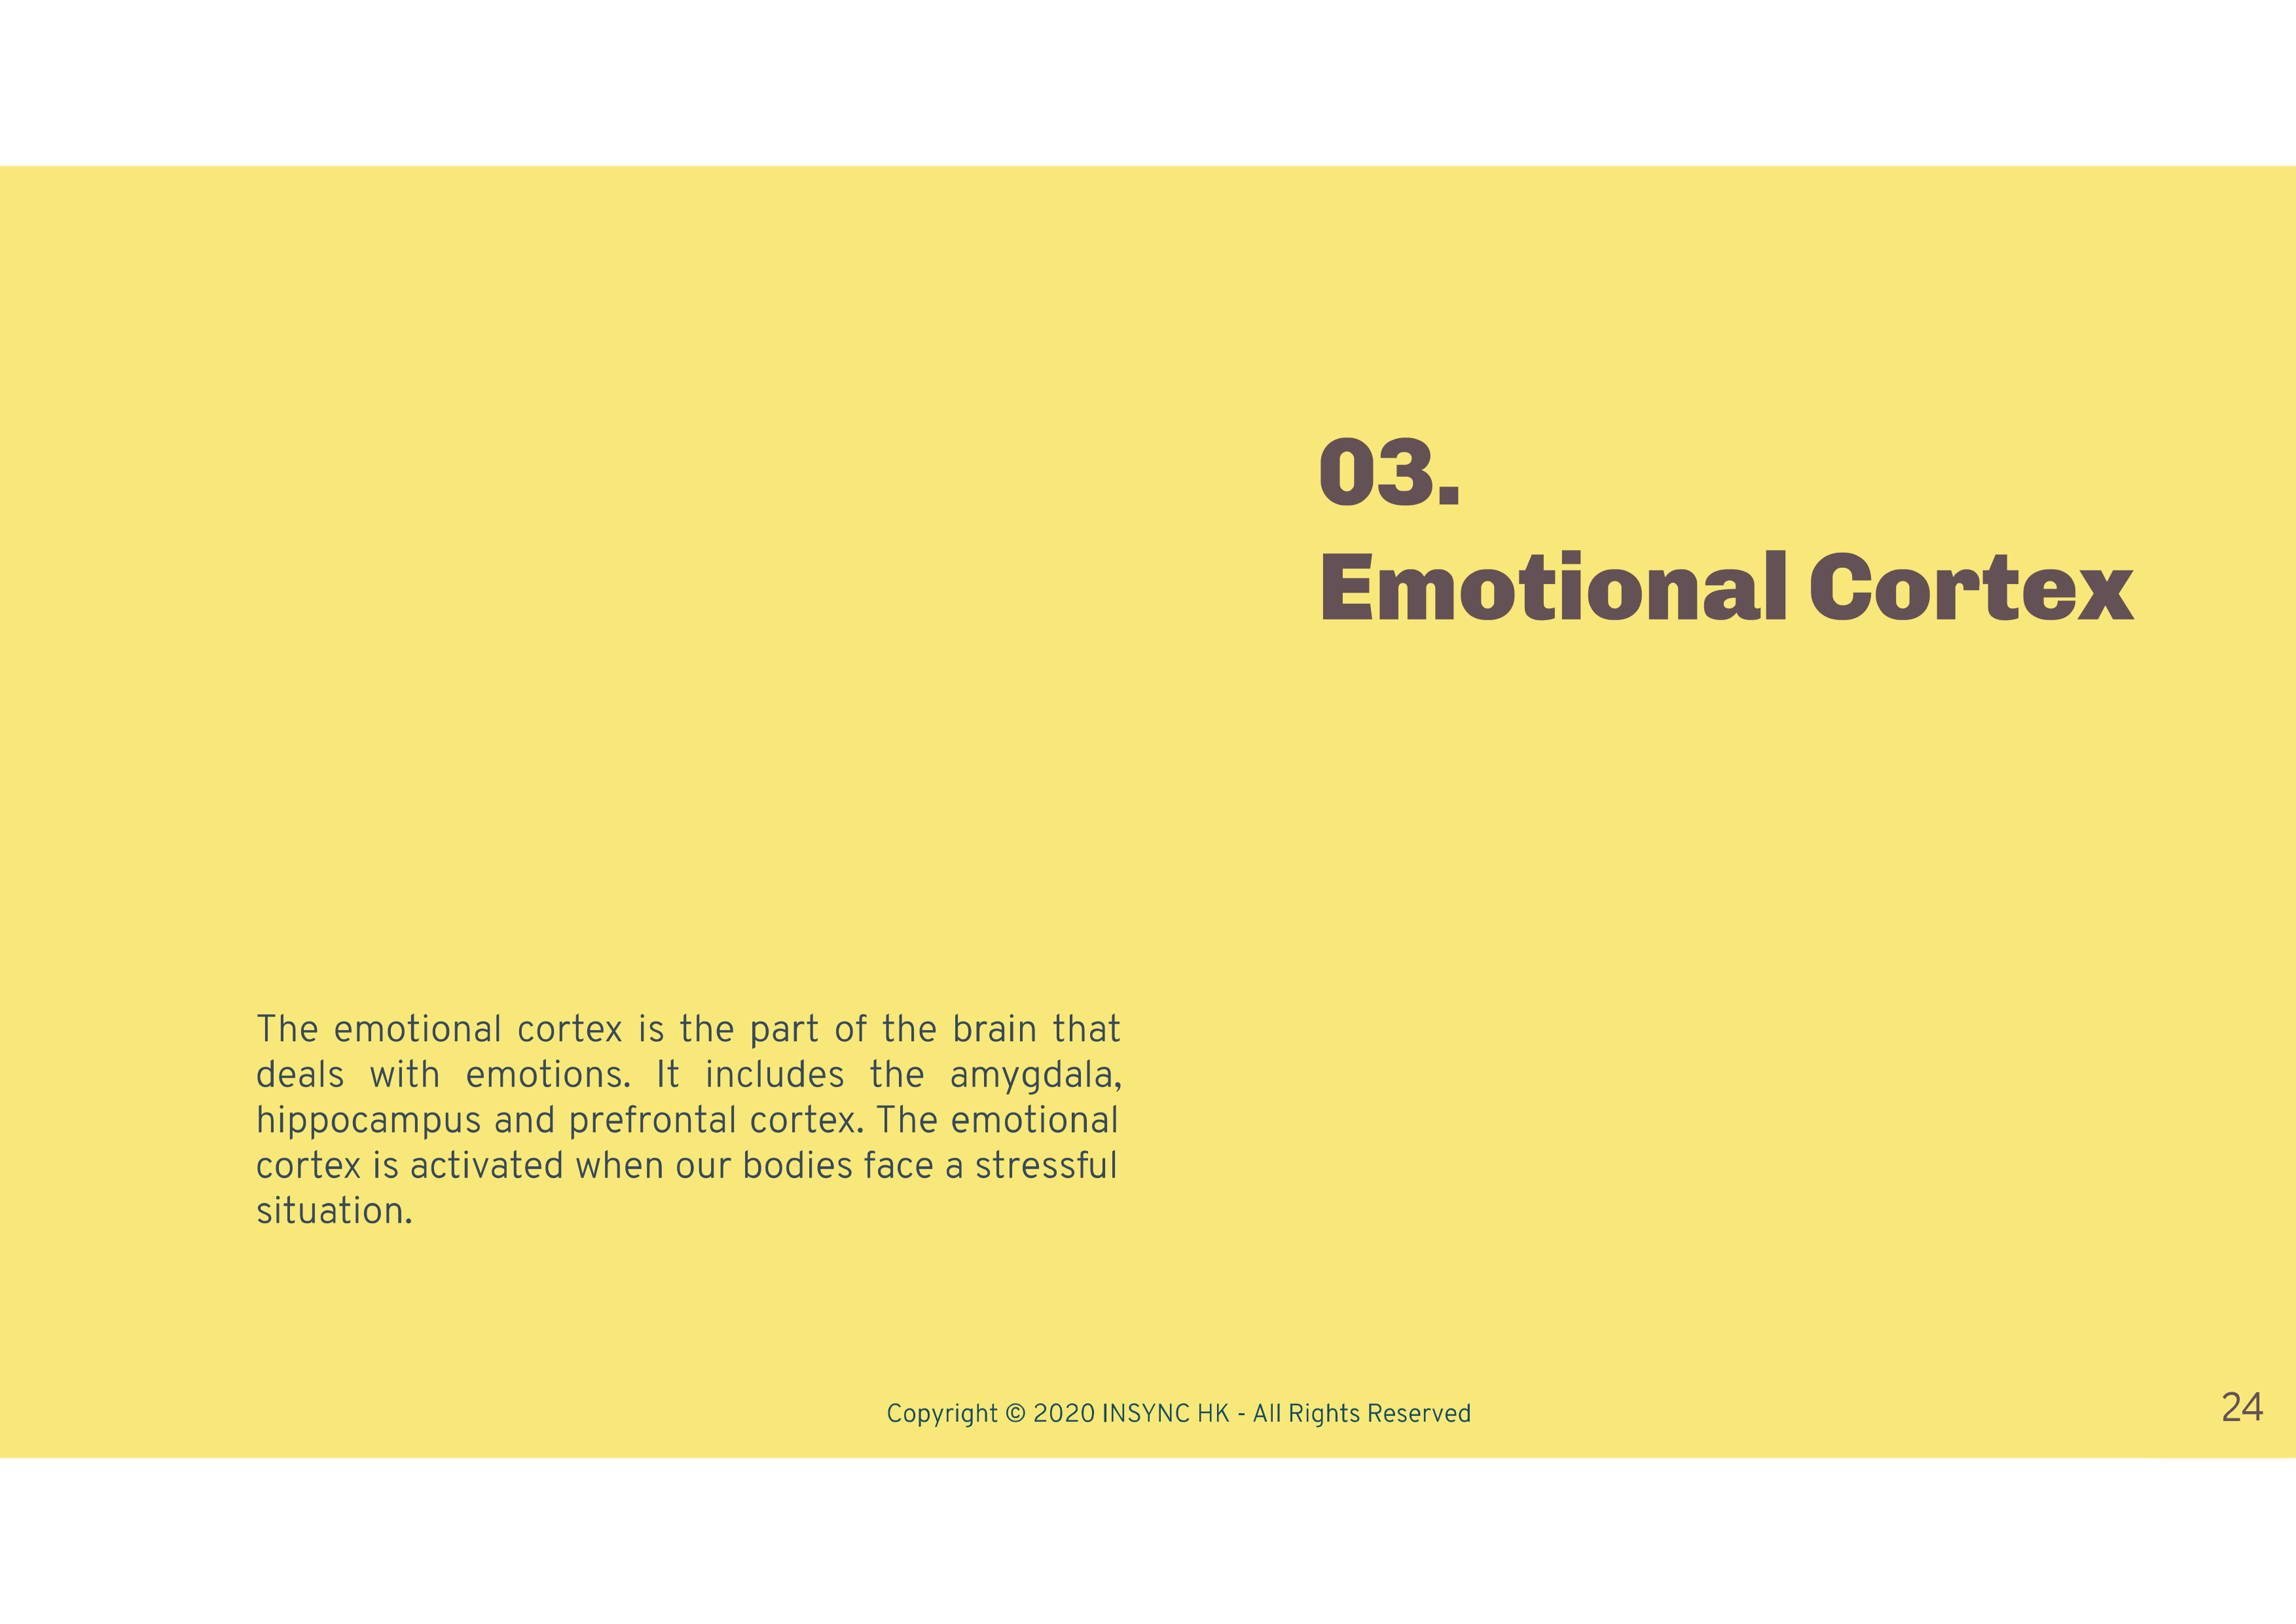 03.
Emotional Cortex
The emotional cortex is the part of the brain that
deals with emotions. It includes the amygdala,
hippocampus and prefrontal cortex. The emotional
cortex is activated when our bodies face a stressful
situation.
Copyright © 2020 INSYNC HK - All Rights Reserved
24